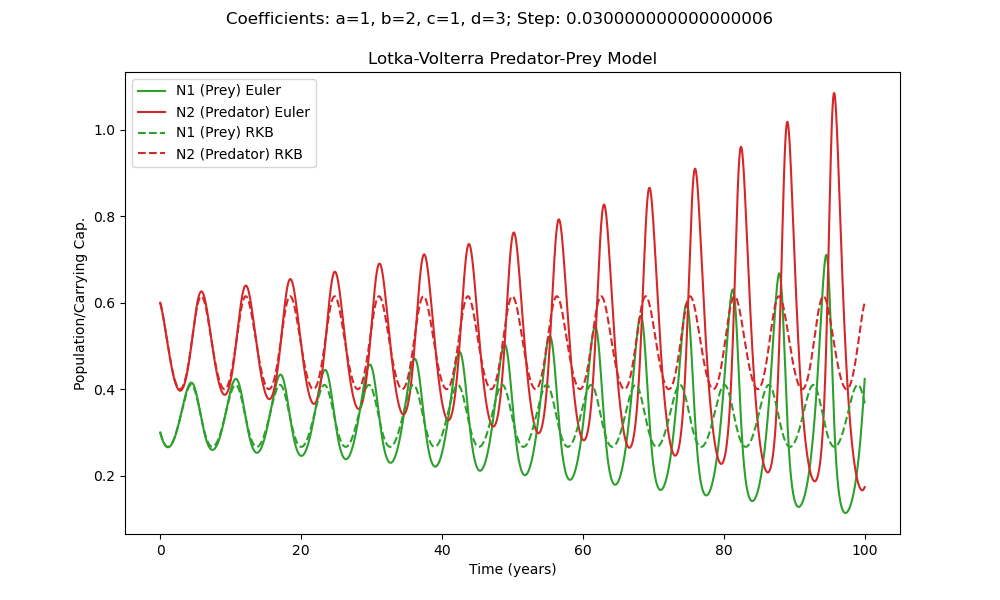 Coefficients: a=1, b=2, c=1, d=3; Step: 0.030000000000000006
Lotka-Volterra Predator-Prey Model
N1 (Prey) Euler
N2 (Predator) Euler
N1 (Prey) RKB
N2 (Predator) RKB
Population/Carrying Cap.
1.0
0.8
0.6
0.4
0.2
0 20 40 60 80 100
Time (years)